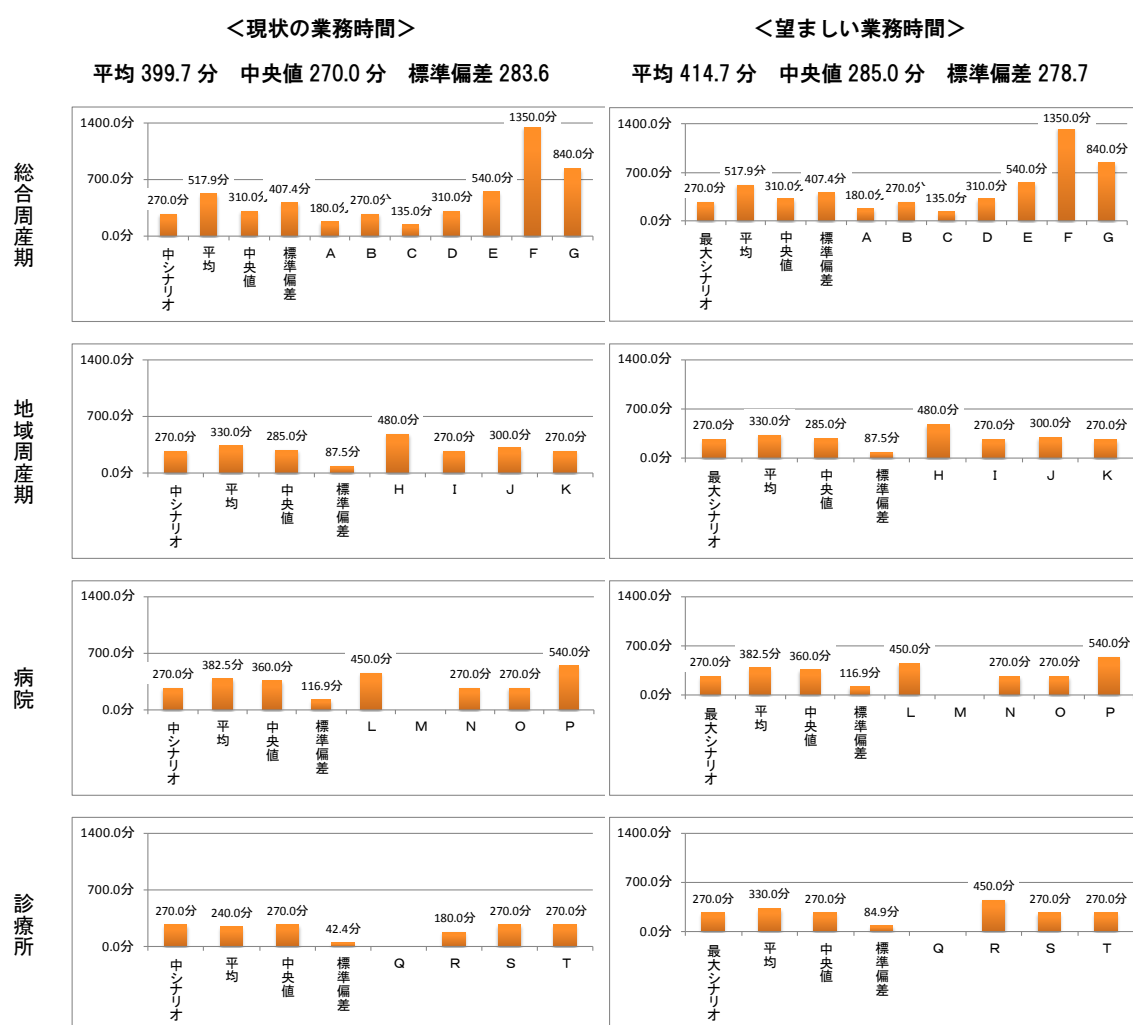 ＜現状の業務時間＞
＜望ましい業務時間＞
平均 399.7 分　中央値 270.0 分　標準偏差 283.6
平均 414.7 分　中央値 285.0 分　標準偏差 278.7
総合周産期
1400.0分
700.0分
0.0分
270.0分 517.9分 310.0分 407.4分 180.0分 270.0分 135.0分 310.0分 540.0分 1350.0分 840.0分
中シナリオ 平均 中央値 標準偏差 A B C D E F G
1400.0分
700.0分
0.0分
270.0分 517.9分 310.0分 407.4分 180.0分 270.0分 135.0分 310.0分 540.0分 1350.0分 840.0分
最大シナリオ 平均 中央値 標準偏差 A B C D E F G
地域周産期
1400.0分
700.0分
0.0分
270.0分 330.0分 285.0分 87.5分 480.0分 270.0分 300.0分 270.0分
中シナリオ 平均 中央値 標準偏差 H I J K
1400.0分
700.0分
0.0分
270.0分 330.0分 285.0分 87.5分 480.0分 270.0分 300.0分 270.0分
最大シナリオ 平均 中央値 標準偏差 H I J K
病院
1400.0分
700.0分
0.0分
270.0分 382.5分 360.0分 116.9分 450.0分 270.0分 270.0分 540.0分
中シナリオ 平均 中央値 標準偏差 L M N O P
1400.0分
700.0分
0.0分
270.0分 382.5分 360.0分 116.9分 450.0分 270.0分 270.0分 540.0分
最大シナリオ 平均 中央値 標準偏差 L M N O P
診療所
1400.0分
700.0分
0.0分
270.0分 240.0分 270.0分 42.4分 180.0分 270.0分 270.0分
中シナリオ 平均 中央値 標準偏差 Q R S T
1400.0分
700.0分
0.0分
270.0分 330.0分 270.0分 84.9分 450.0分 270.0分 270.0分
最大シナリオ 平均 中央値 標準偏差 Q R S T